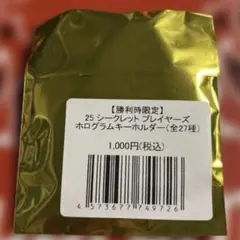 【勝利時限定】
25 シークレット プレイヤーズ
ホログラムキーホルダー(全27種)
1,000円(税込)
4573677749726